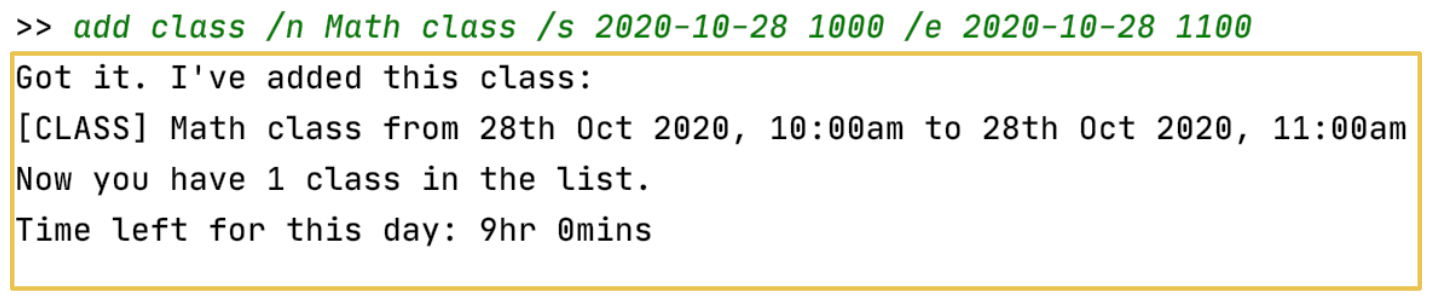 >> add class /n Math class /s 2020-10-28 1000 /e 2020-10-28 1100
Got it. I've added this class:
[CLASS] Math class from 28th Oct 2020, 10:00am to 28th Oct 2020, 11:00am
Now you have 1 class in the list.
Time left for this day: 9hr 0mins